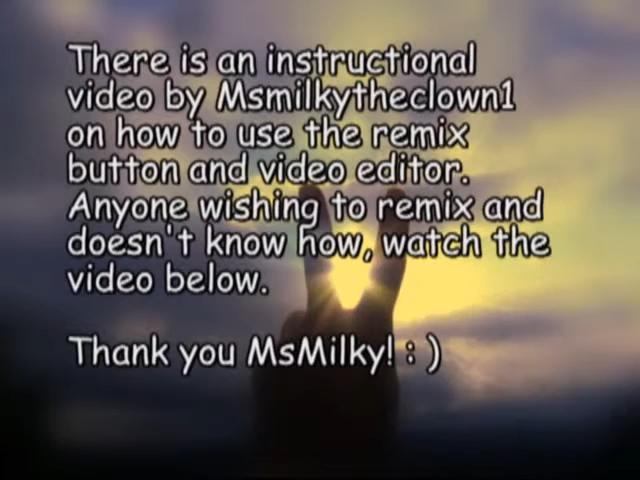 There is an instructional
video by Msmilkytheclown1
on how to use the remix
button and video editor.
Anyone wishing to remix and
doesn't know how, watch the
video below.
Thank you MsMilky! : )